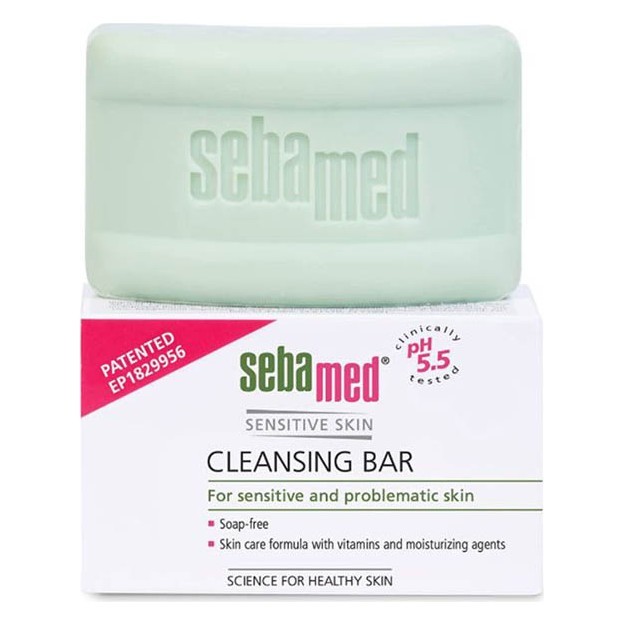 sebamed
PATENTED
EP1829956
sebamed®
clinically
pH
5.5
tested
SENSITIVE SKIN
CLEANSING BAR
For sensitive and problematic skin
Soap-free
Skin care formula with vitamins and moisturizing agents
SCIENCE FOR HEALTHY SKIN